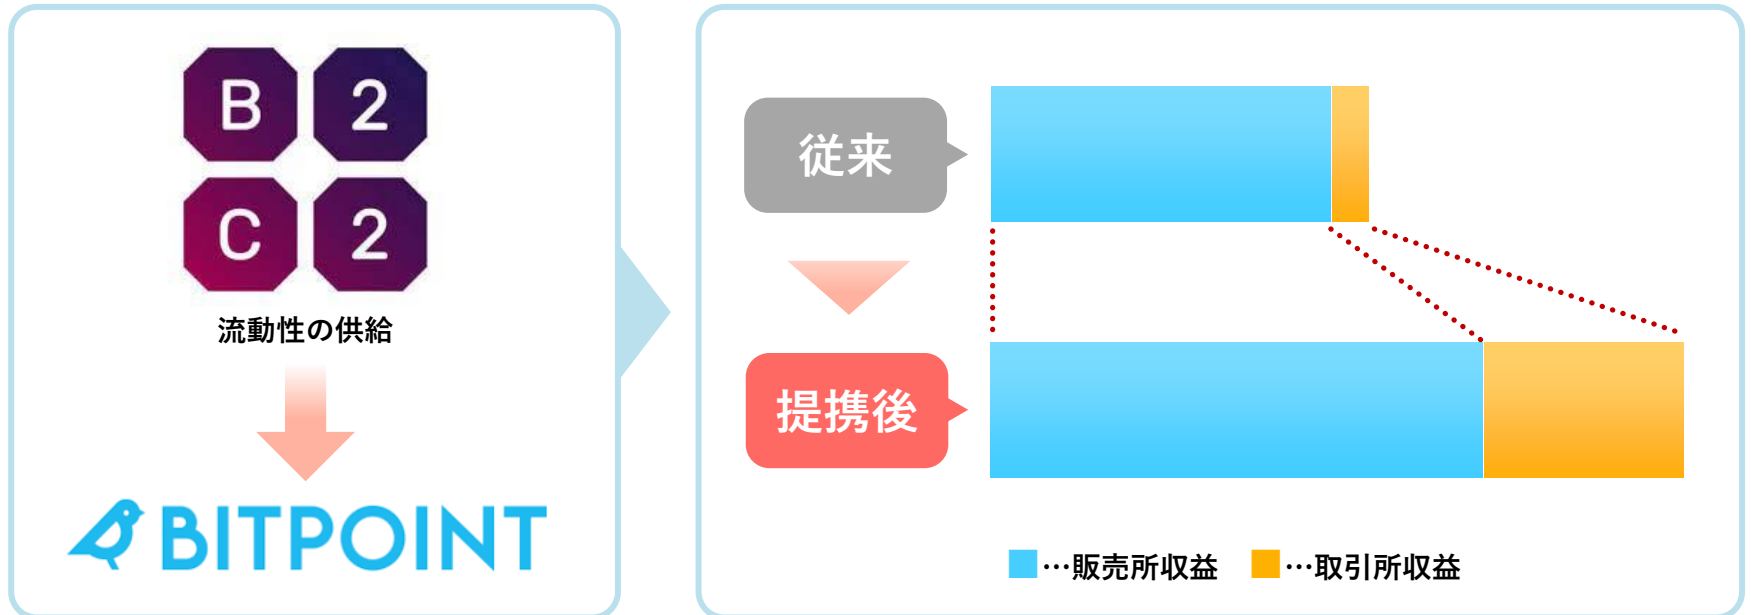 B 2
C 2
流動性の供給
BITPOINT
従来
提携後
…販売所収益 …取引所収益